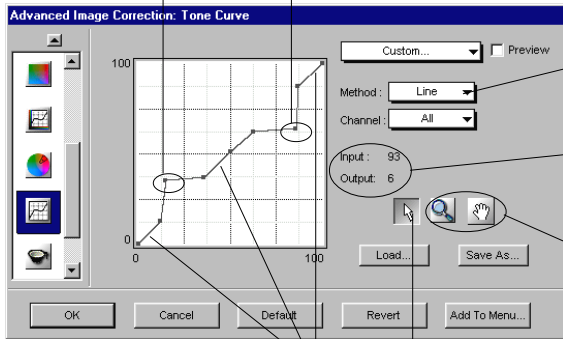 Advanced Image Correction: Tone Curve
Custom...
Preview
100
Method :
Line
Channel :
All
Input : 93
Output: 6
0
0
100
Load...
Save As...
OK
Cancel
Default
Revert
Add To Menu...